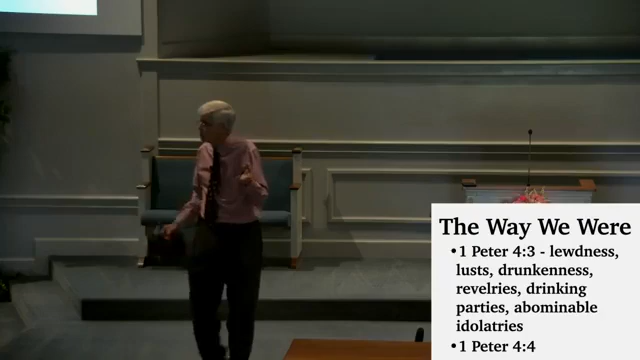 The Way We Were
•1 Peter 4:3 - lewdness,
lusts, drunkenness,
revelries, drinking
parties, abominable
idolatries
•1 Peter 4:4